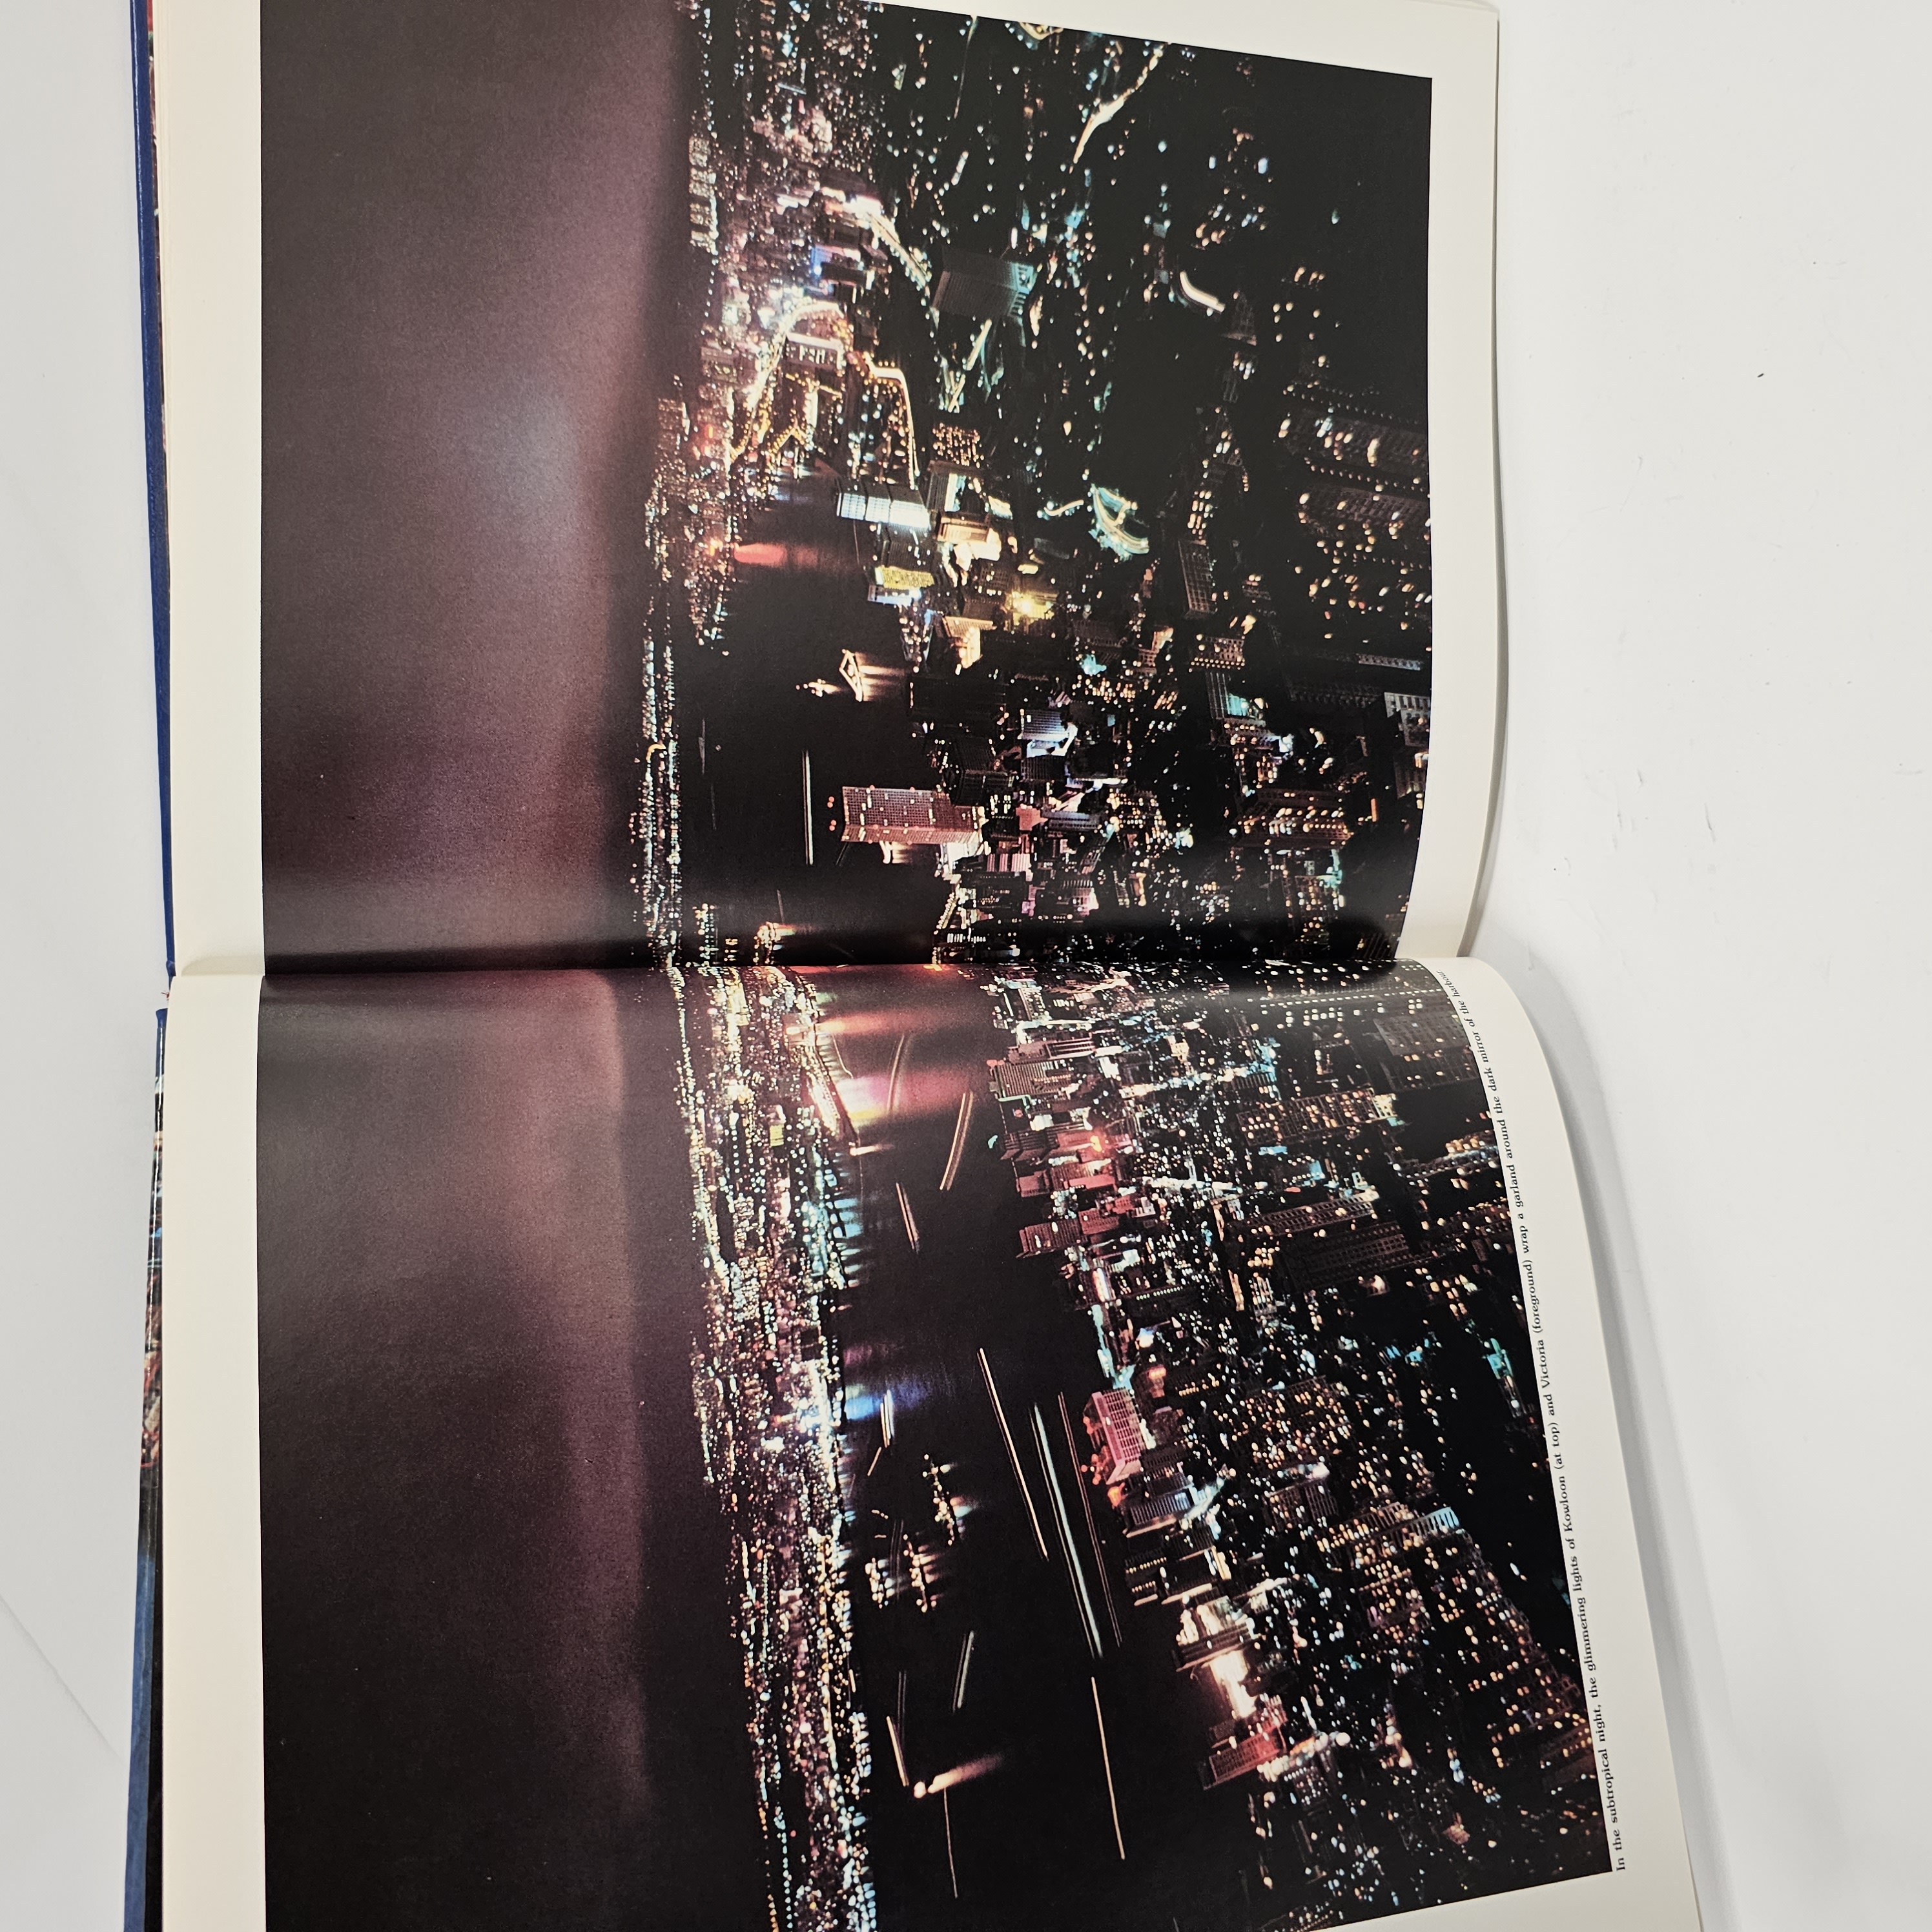 In the subtropical night, the glimmering lights of Kowloon (at top) and Victoria (foreground) wrap a garland around the dark mirror of the harbour.